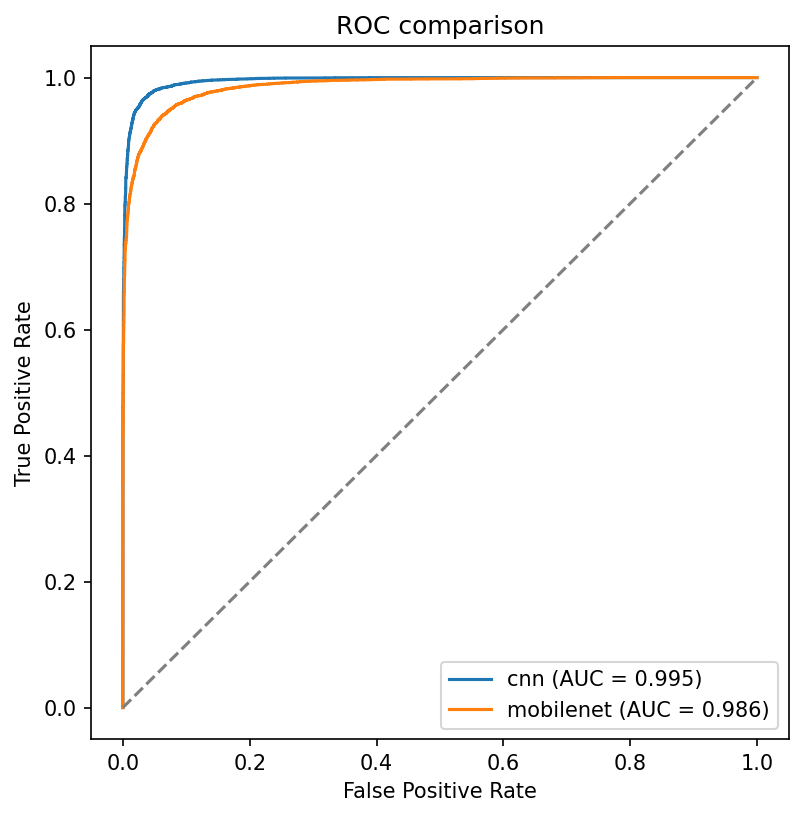 ROC comparison
True Positive Rate
1.0
0.8
0.6
0.4
0.2
0.0
cnn (AUC = 0.995)
mobilenet (AUC = 0.986)
0.0 0.2 0.4 0.6 0.8 1.0
False Positive Rate